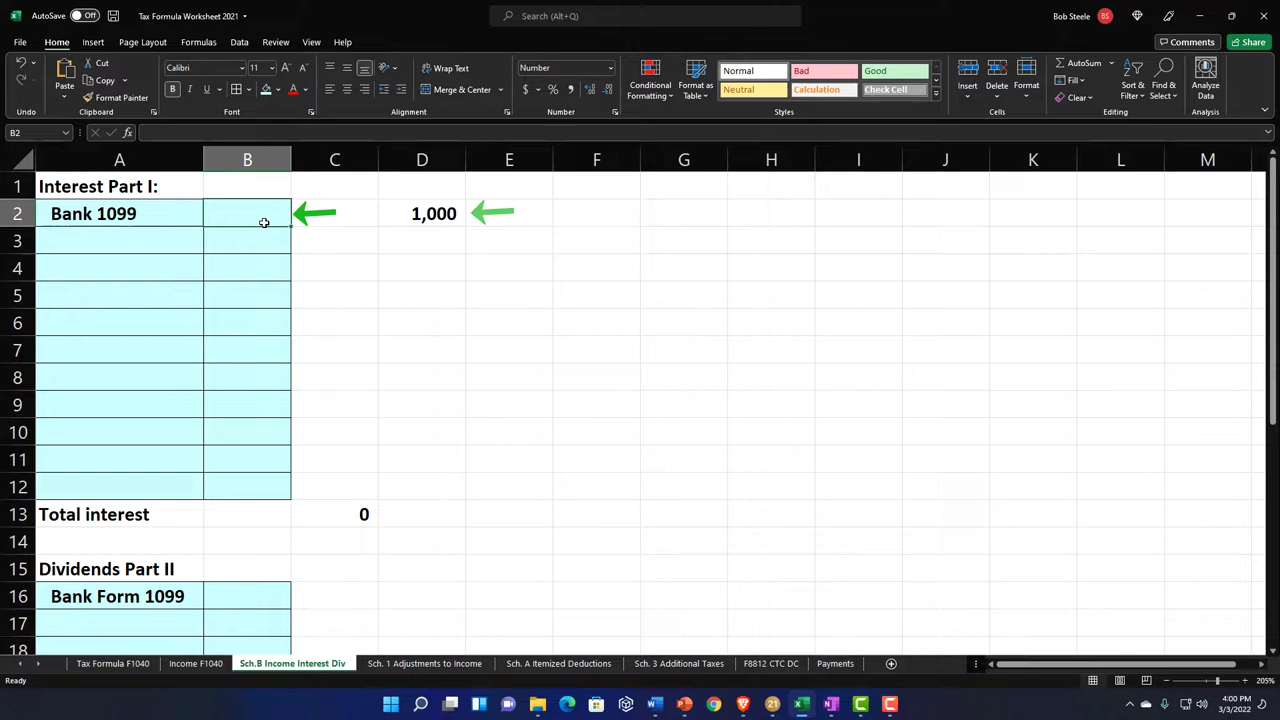 AutoSave Off Tax Formula Worksheet 2021 Search (Alt+Q) Bob Steele BS
File Home Insert Page Layout Formulas Data Review View Help Comments Share
Cut Calibri 11 Wrap Text Number Normal Bad Good AutoSum
Copy Fill
Paste Format Painter B I U Merge & Center $ % Conditional Formatting Format as Table Neutral Calculation Check Cell Insert Delete Format Clear Sort & Filter Find & Select Analyze Data
Undo Clipboard Font Alignment Number Styles Cells Editing Analysis
B2 fx
A B C D E F G H I J K L M
1 Interest Part I:
2 Bank 1099 1,000
3
4
5
6
7
8
9
10
11
12
13 Total interest 0
14
15 Dividends Part II
16 Bank Form 1099
17
18
Tax Formula F1040 Income F1040 Sch.B Income Interest Div Sch. 1 Adjustments to Income Sch. A Itemized Deductions Sch. 3 Additional Taxes F8812 CTC DC Payments
Ready 205%
4:00 PM
3/3/2022